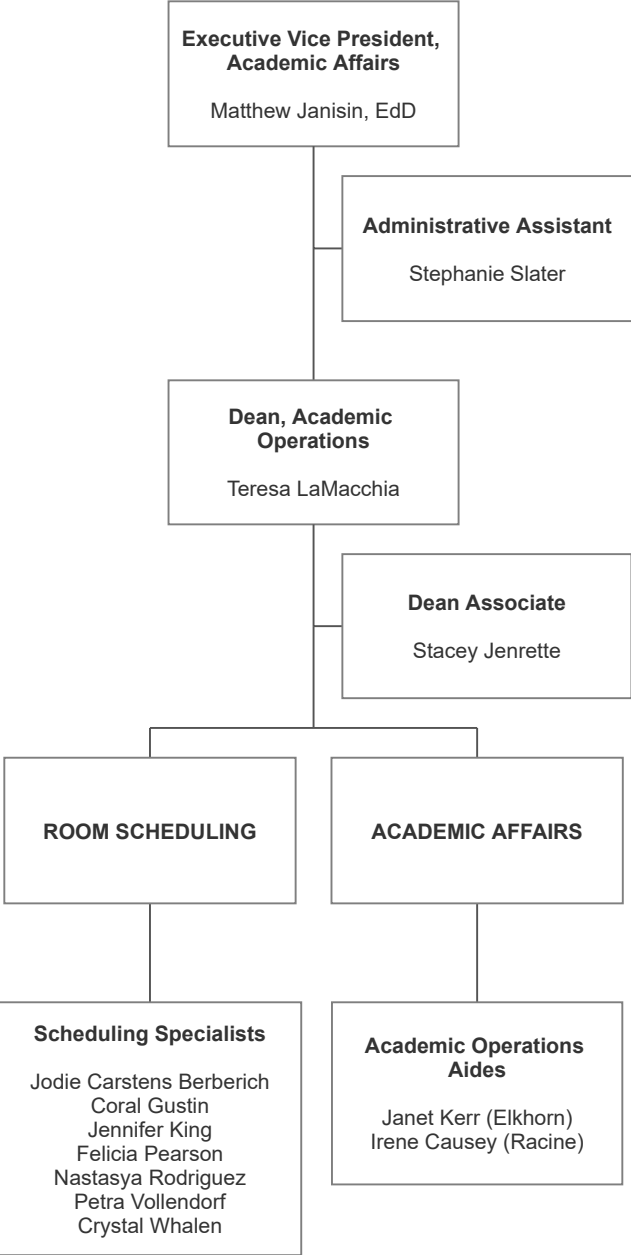 Executive Vice President,
Academic Affairs
Matthew Janisin, EdD
Administrative Assistant
Stephanie Slater
Dean, Academic
Operations
Teresa LaMacchia
Dean Associate
Stacey Jenrette
ROOM SCHEDULING
ACADEMIC AFFAIRS
Scheduling Specialists
Jodie Carstens Berberich
Coral Gustin
Jennifer King
Felicia Pearson
Nastasya Rodriguez
Petra Vollendorf
Crystal Whalen
Academic Operations
Aides
Janet Kerr (Elkhorn)
Irene Causey (Racine)